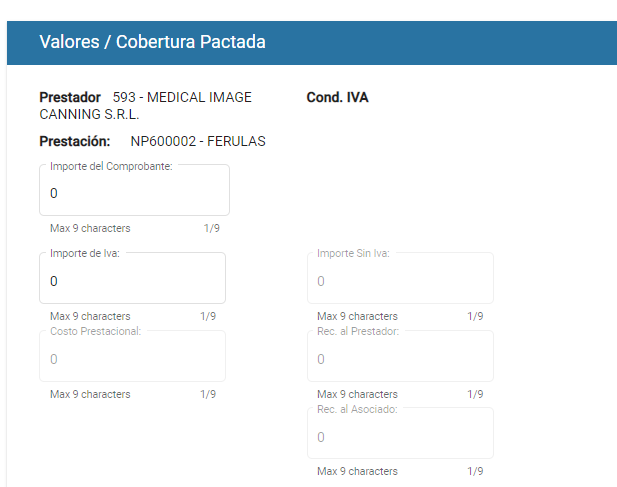 Valores / Cobertura Pactada
Prestador 593 - MEDICAL IMAGE
CANNING S.R.L.
Cond. IVA
Prestación: NP600002 - FERULAS
Importe del Comprobante:
0
Max 9 characters 1/9
Importe de Iva:
0
Max 9 characters 1/9
Importe Sin Iva:
0
Max 9 characters 1/9
Costo Prestacional:
0
Max 9 characters 1/9
Rec. al Prestador:
0
Max 9 characters 1/9
Rec. al Asociado:
0
Max 9 characters 1/9